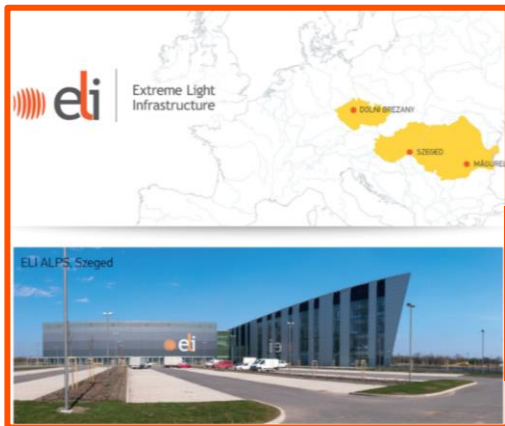 eli
Extreme Light
Infrastructure
DOLNÍ BŘEŽANY
SZEGED
ELI ALPS, Szeged
eli